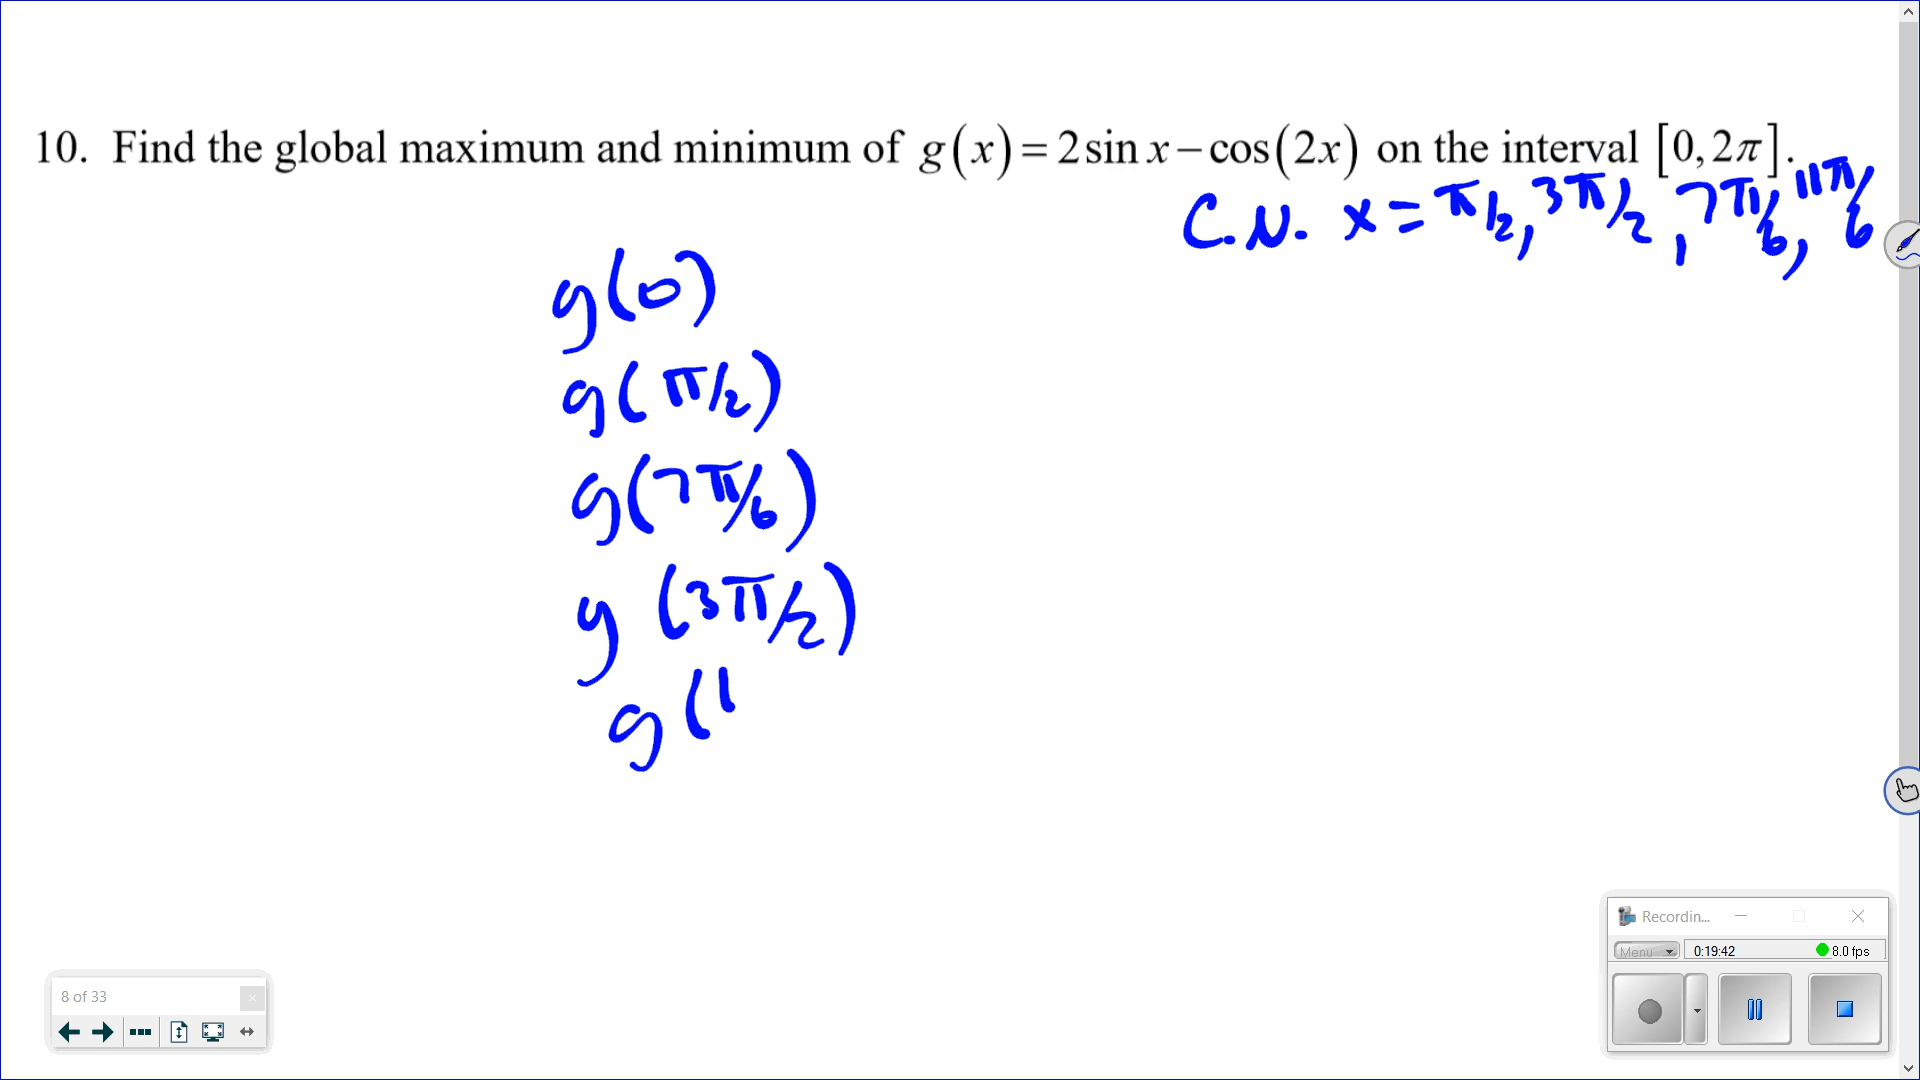 10. Find the global maximum and minimum of g(x)=2sin x−cos(2x) on the interval [0,2π].
C.N. x=π/2, 3π/2, 7π/6, 11π/6
g(0)
g(π/2)
g(7π/6)
g(3π/2)
g(1
Recordin...
Menu 0:19:42 8.0 fps
8 of 33